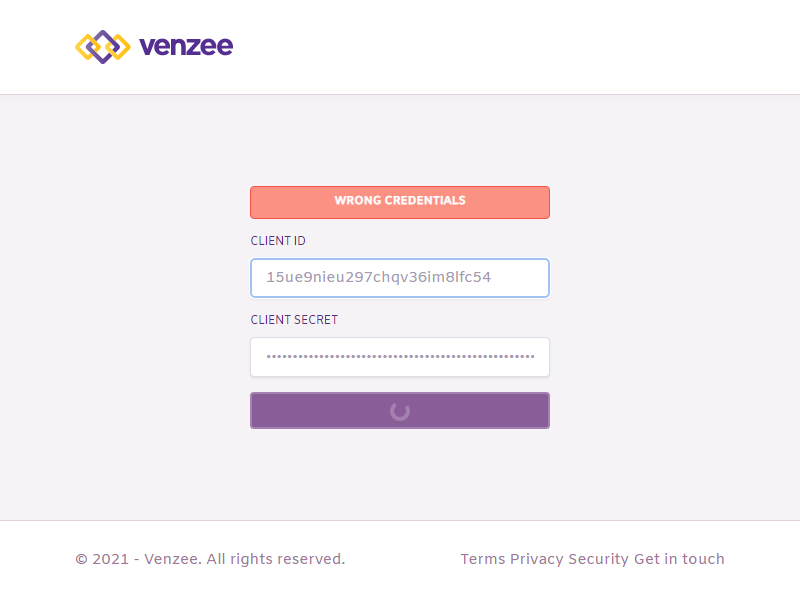 venzee
WRONG CREDENTIALS
CLIENT ID
15ue9nieu297chqv36im8lfc54
CLIENT SECRET
••••••••••••••••••••••••••••••••••••••••••••••••••••
© 2021 - Venzee. All rights reserved.
Terms Privacy Security Get in touch